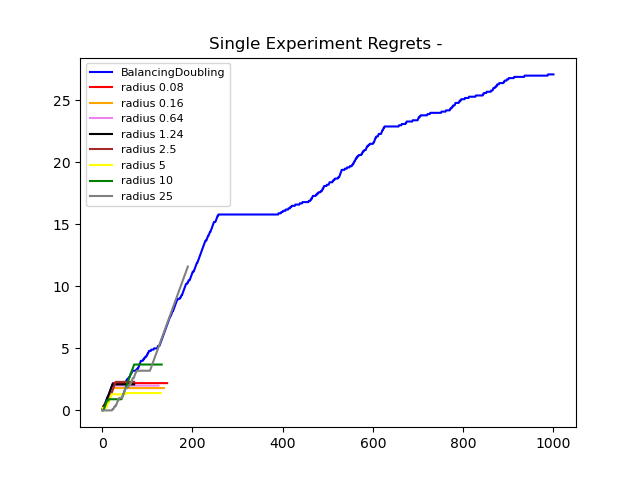 Single Experiment Regrets -
BalancingDoubling
radius 0.08
radius 0.16
radius 0.64
radius 1.24
radius 2.5
radius 5
radius 10
radius 25
25
20
15
10
5
0
0 200 400 600 800 1000